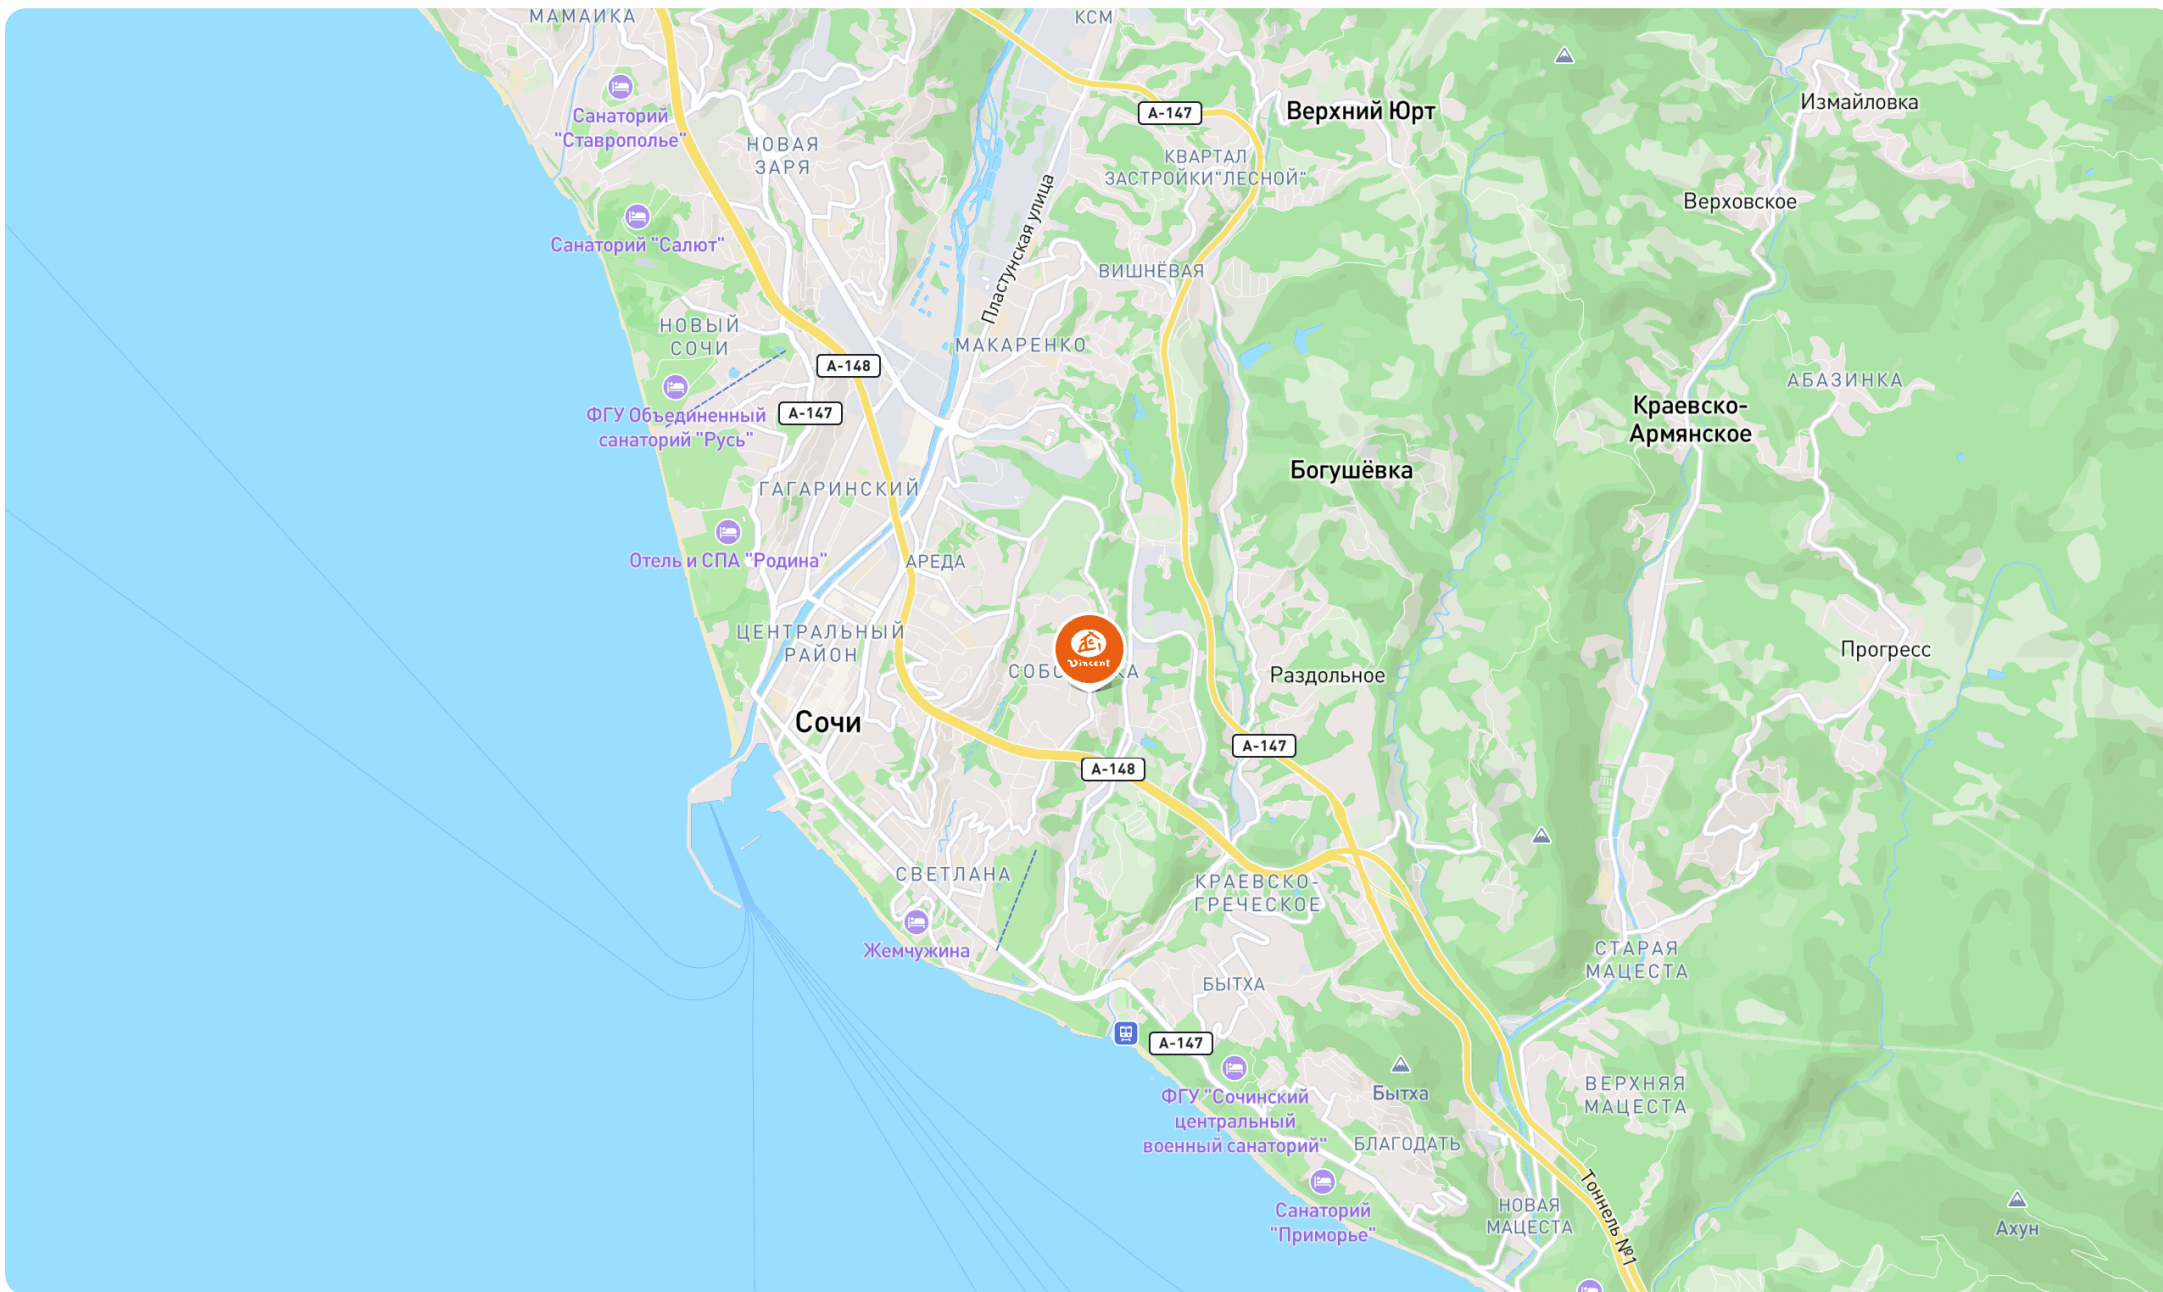 МАМАЙКА
КСМ
Санаторий
"Ставрополье"
НОВАЯ
ЗАРЯ
А-147
Верхний Юрт
Измайловка
КВАРТАЛ
ЗАСТРОЙКИ"ЛЕСНОЙ"
Пластунская улица
Верховское
Санаторий "Салют"
ВИШНЁВАЯ
НОВЫЙ
СОЧИ
МАКАРЕНКО
А-148
АБАЗИНКА
ФГУ Объединенный
санаторий "Русь"
А-147
Краевско-
Армянское
Богушёвка
ГАГАРИНСКИЙ
Отель и СПА "Родина"
АРЕДА
ЦЕНТРАЛЬНЫЙ
РАЙОН
Vincent
Прогресс
Раздольное
Сочи
А-147
А-148
СВЕТЛАНА
КРАЕВСКО-
ГРЕЧЕСКОЕ
Жемчужина
СТАРАЯ
МАЦЕСТА
БЫТХА
А-147
ФГУ "Сочинский
центральный
военный санаторий"
Бытха
ВЕРХНЯЯ
МАЦЕСТА
БЛАГОДАТЬ
Санаторий
"Приморье"
НОВАЯ
МАЦЕСТА
Тоннель №1
Ахун